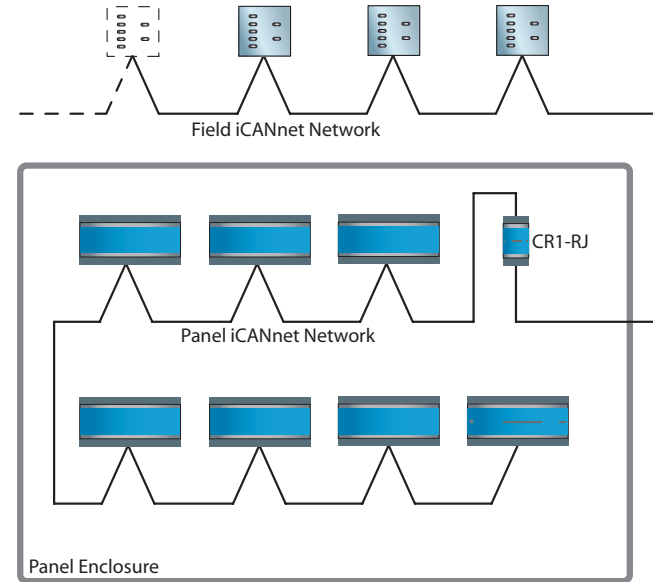 Field iCANnet Network
CR1-RJ
Panel iCANnet Network
Panel Enclosure